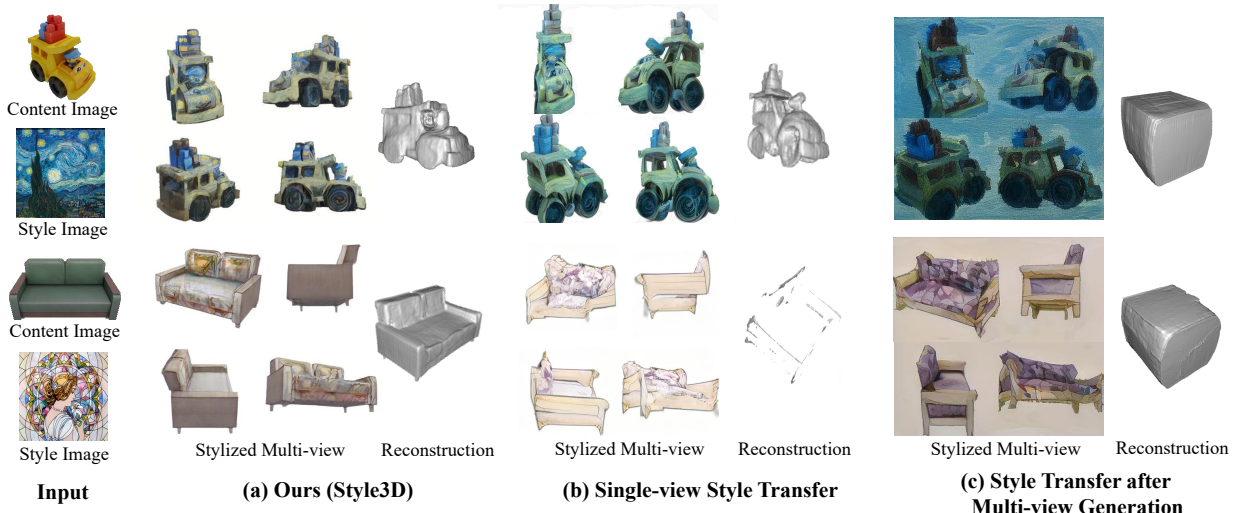 Content Image
Style Image
Content Image
Style Image
Stylized Multi-view
Reconstruction
Stylized Multi-view
Reconstruction
Stylized Multi-view
Reconstruction
Input
(a) Ours (Style3D)
(b) Single-view Style Transfer
(c) Style Transfer after
Multi-view Generation